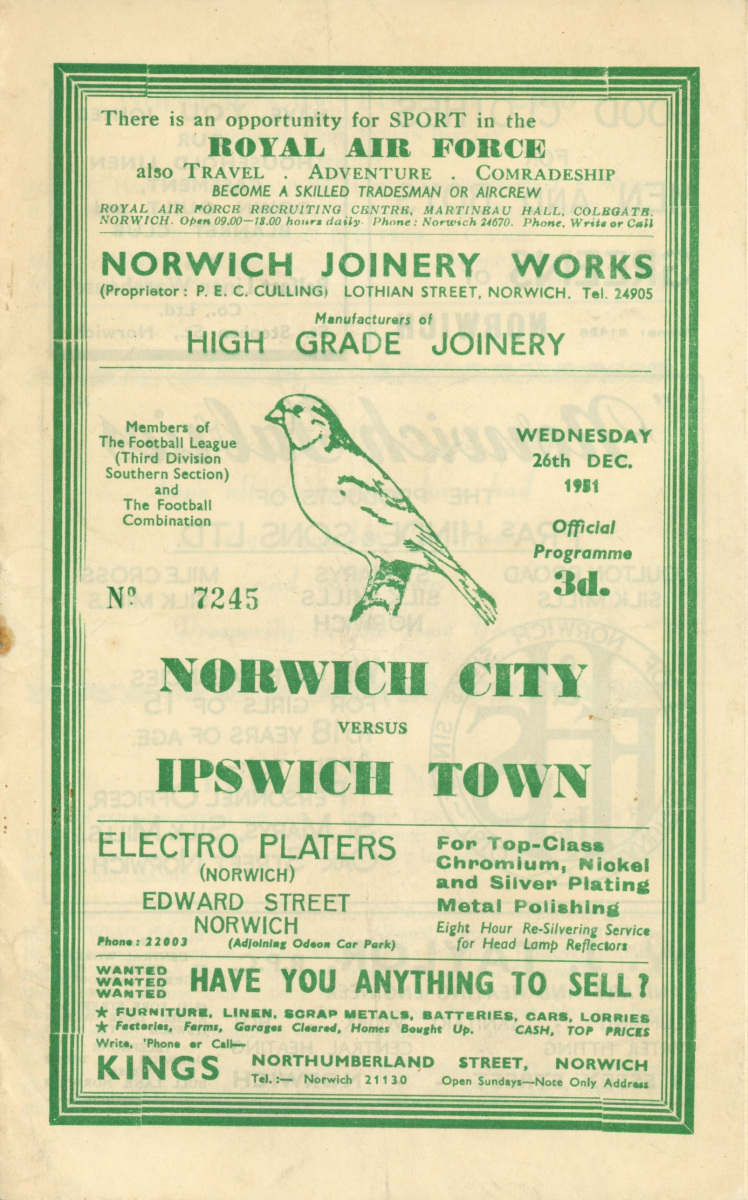 There is an opportunity for SPORT in the
ROYAL AIR FORCE
also TRAVEL . ADVENTURE . COMRADESHIP
BECOME A SKILLED TRADESMAN OR AIRCREW
ROYAL AIR FORCE RECRUITING CENTRE, MARTINEAU HALL, COLEGATE,
NORWICH. Open 09.00—18.00 hours daily. Phone: Norwich 24670. Phone, Write or Call
NORWICH JOINERY WORKS
(Proprietor: P. E. C. CULLING) LOTHIAN STREET, NORWICH. Tel. 24905
Manufacturers of
HIGH GRADE JOINERY
Members of
The Football League
(Third Division
Southern Section)
and
The Football
Combination
WEDNESDAY
26th DEC.
1951
Official
Programme
3d.
No 7245
NORWICH CITY
VERSUS
IPSWICH TOWN
ELECTRO PLATERS
(NORWICH)
EDWARD STREET
NORWICH
Phone: 22003 (Adjoining Odeon Car Park)
For Top-Class
Chromium, Nickel
and Silver Plating
Metal Polishing
Eight Hour Re-Silvering Service
for Head Lamp Reflectors
WANTED
WANTED
WANTED
HAVE YOU ANYTHING TO SELL?
★ FURNITURE, LINEN, SCRAP METALS, BATTERIES, CARS, LORRIES
★ Factories, Farms, Garages Cleared, Homes Bought Up. CASH, TOP PRICES
Write, 'Phone or Call—
KINGS NORTHUMBERLAND STREET, NORWICH
Tel.:— Norwich 21130 Open Sundays—Note Only Address